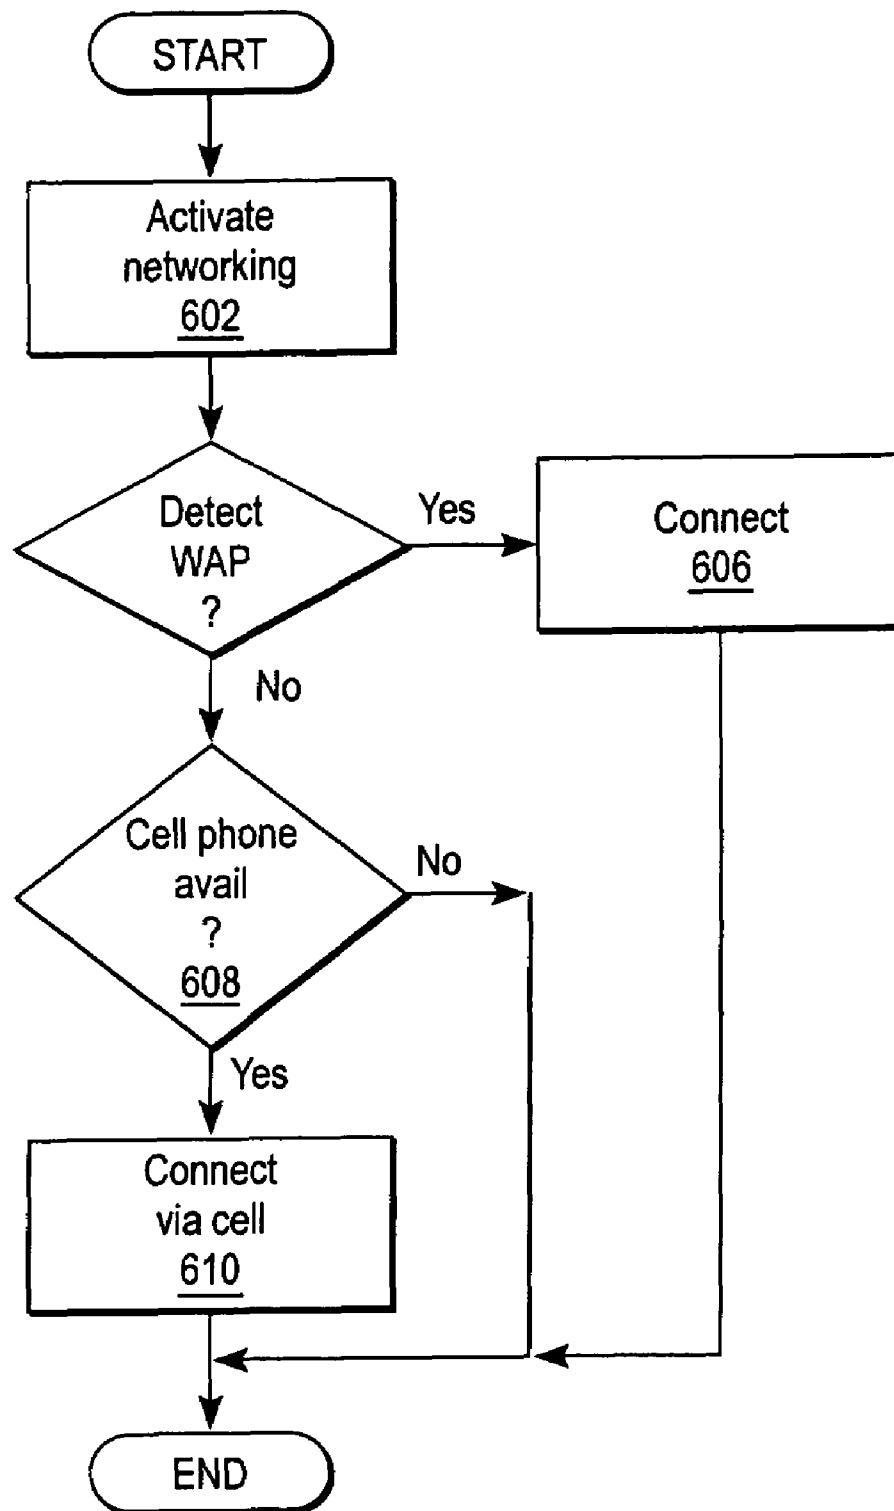 START
Activate
networking
602
Detect
WAP
?
Yes
Connect
606
No
Cell phone
avail
?
608
No
Yes
Connect
via cell
610
END